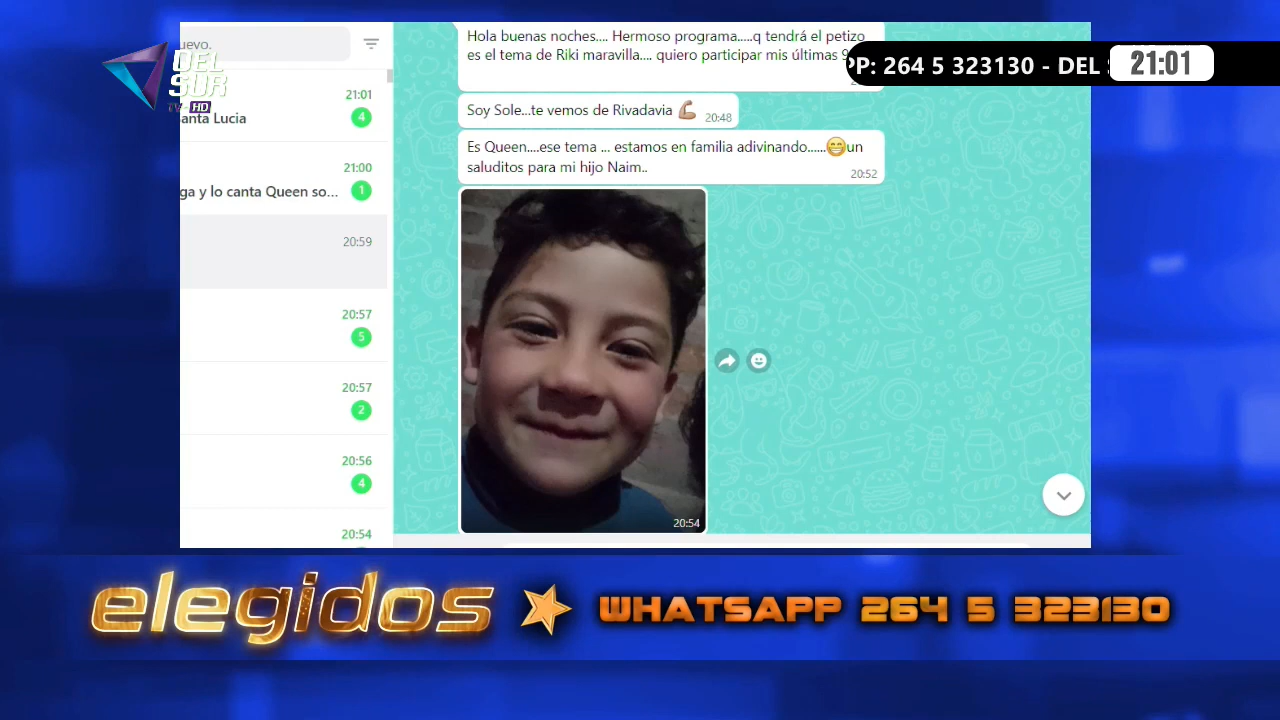 uevo.
DEL
SUR
TV - HD
21:01
anta Lucia
4
21:00
ga y lo canta Queen so...
1
20:59
20:57
5
20:57
2
20:56
4
20:54
Hola buenas noches.... Hermoso programa.....q tendrá el petizo
es el tema de Riki maravilla.... quiero participar mis últimas 9
PP: 264 5 323130 - DEL S
21:01
Soy Sole...te vemos de Rivadavia 💪🏽
20:48
Es Queen....ese tema ... estamos en familia adivinando......😁un
saluditos para mi hijo Naim..
20:52
20:54
elegidos
WHATSAPP 264 5 323130